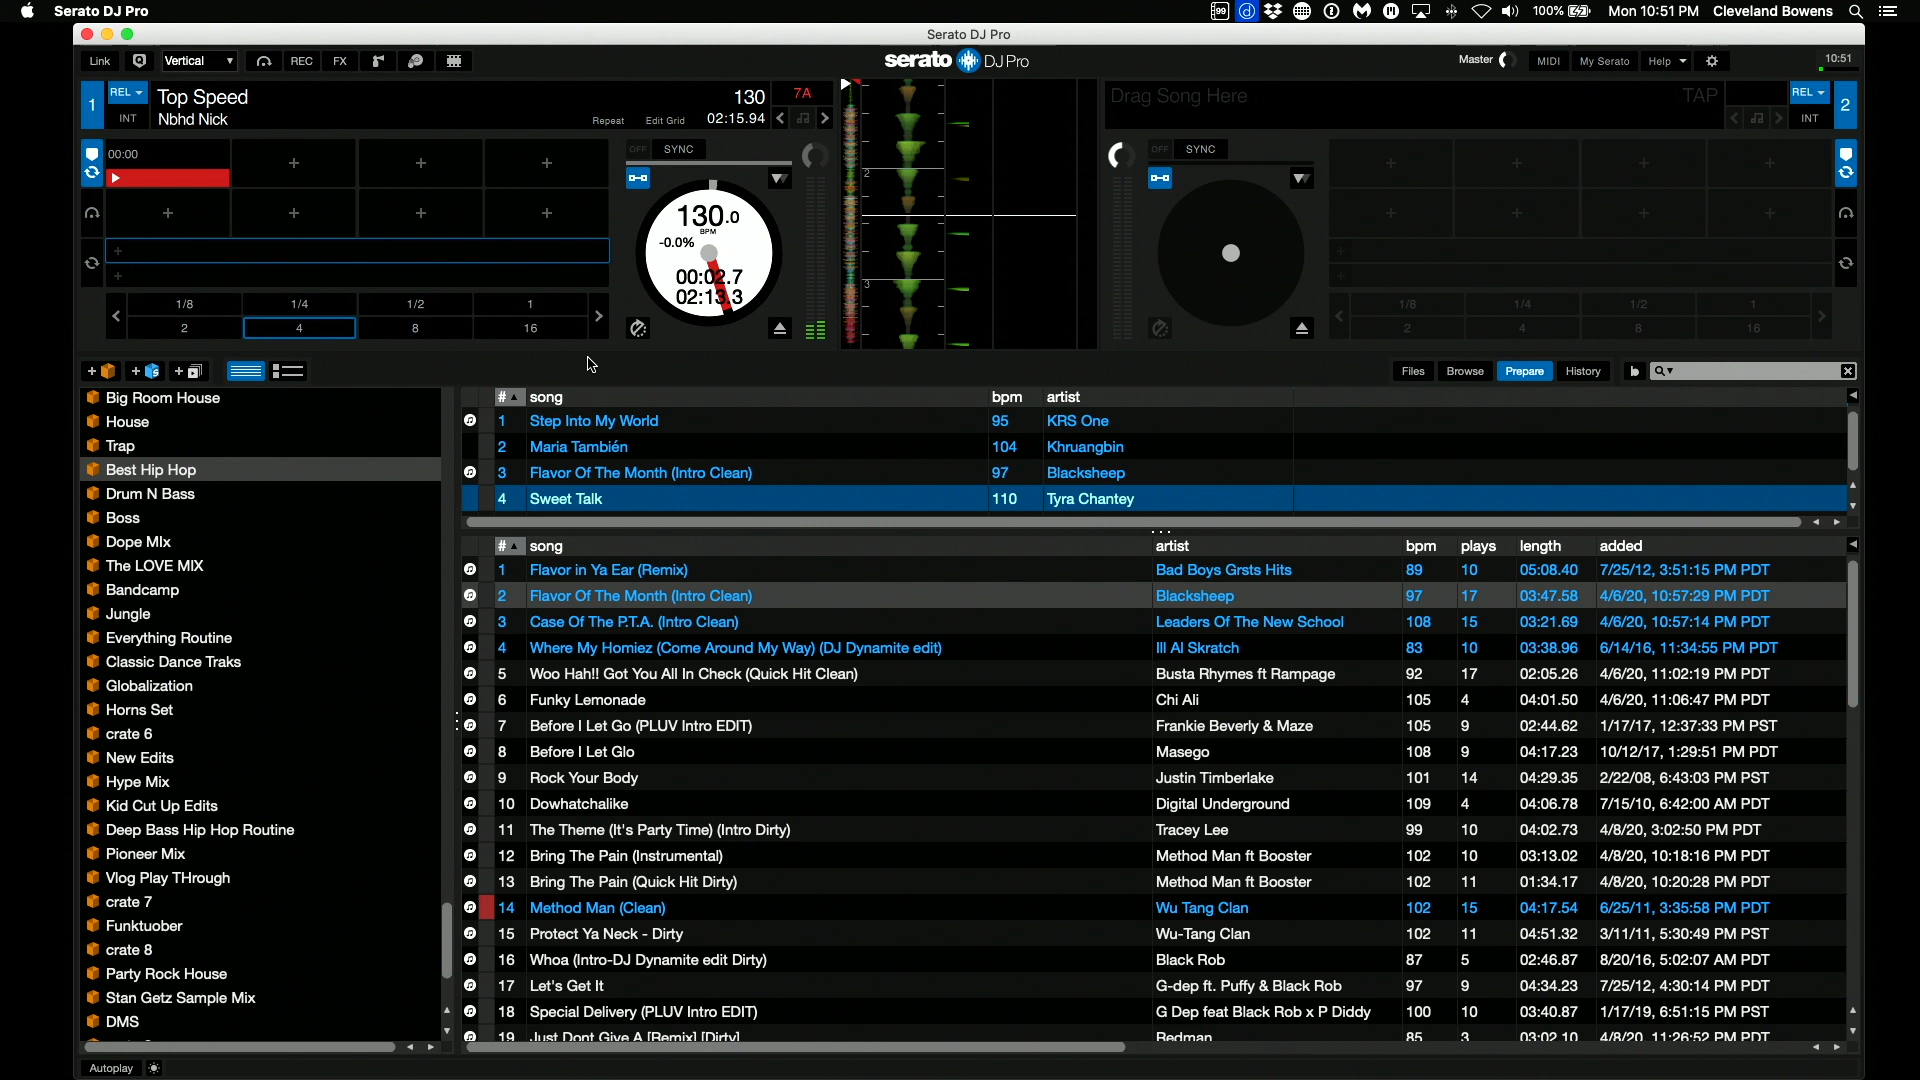 Serato DJ Pro
99
100%
Mon 10:51 PM Cleveland Bowens
Serato DJ Pro
Link Vertical REC FX
serato DJ Pro
Master MIDI My Serato Help 10:51
1 REL Top Speed 130 7A
INT Nbhd Nick Repeat Edit Grid 02:15.94
Drag Song Here TAP REL 2
INT
00:00
OFF SYNC
OFF SYNC
130.0
BPM
-0.0%
00:02.7
02:13.3
2
3
1/8 1/4 1/2 1
2 4 8 16
1/8 1/4 1/2 1
2 4 8 16
Files Browse Prepare History b
Big Room House
House
Trap
Best Hip Hop
Drum N Bass
Boss
Dope MIx
The LOVE MIX
Bandcamp
Jungle
Everything Routine
Classic Dance Traks
Globalization
Horns Set
crate 6
New Edits
Hype Mix
Kid Cut Up Edits
Deep Bass Hip Hop Routine
Pioneer Mix
Vlog Play THrough
crate 7
Funktuober
crate 8
Party Rock House
Stan Getz Sample Mix
DMS
# song bpm artist
1 Step Into My World 95 KRS One
2 Maria También 104 Khruangbin
3 Flavor Of The Month (Intro Clean) 97 Blacksheep
4 Sweet Talk 110 Tyra Chantey
# song artist bpm plays length added
1 Flavor in Ya Ear (Remix) Bad Boys Grsts Hits 89 10 05:08.40 7/25/12, 3:51:15 PM PDT
2 Flavor Of The Month (Intro Clean) Blacksheep 97 17 03:47.58 4/6/20, 10:57:29 PM PDT
3 Case Of The P.T.A. (Intro Clean) Leaders Of The New School 108 15 03:21.69 4/6/20, 10:57:14 PM PDT
4 Where My Homiez (Come Around My Way) (DJ Dynamite edit) Ill Al Skratch 83 10 03:38.96 6/14/16, 11:34:55 PM PDT
5 Woo Hah!! Got You All In Check (Quick Hit Clean) Busta Rhymes ft Rampage 92 17 02:05.26 4/6/20, 11:02:19 PM PDT
6 Funky Lemonade Chi Ali 105 4 04:01.50 4/6/20, 11:06:47 PM PDT
7 Before I Let Go (PLUV Intro EDIT) Frankie Beverly & Maze 105 9 02:44.62 1/17/17, 12:37:33 PM PST
8 Before I Let Glo Masego 108 9 04:17.23 10/12/17, 1:29:51 PM PDT
9 Rock Your Body Justin Timberlake 101 14 04:29.35 2/22/08, 6:43:03 PM PST
10 Dowhatchalike Digital Underground 109 4 04:06.78 7/15/10, 6:42:00 AM PDT
11 The Theme (It's Party Time) (Intro Dirty) Tracey Lee 99 10 04:02.73 4/8/20, 3:02:50 PM PDT
12 Bring The Pain (Instrumental) Method Man ft Booster 102 10 03:13.02 4/8/20, 10:18:16 PM PDT
13 Bring The Pain (Quick Hit Dirty) Method Man ft Booster 102 11 01:34.17 4/8/20, 10:20:28 PM PDT
14 Method Man (Clean) Wu Tang Clan 102 15 04:17.54 6/25/11, 3:35:58 PM PDT
15 Protect Ya Neck - Dirty Wu-Tang Clan 102 11 04:51.32 3/11/11, 5:30:49 PM PST
16 Whoa (Intro-DJ Dynamite edit Dirty) Black Rob 87 5 02:46.87 8/20/16, 5:02:07 AM PDT
17 Let's Get It G-dep ft. Puffy & Black Rob 97 9 04:34.23 7/25/12, 4:30:14 PM PDT
18 Special Delivery (PLUV Intro EDIT) G Dep feat Black Rob x P Diddy 100 10 03:40.87 1/17/19, 6:51:15 PM PST
19 Just Dont Give A [Remix] [Dirty] Redman 85 3 03:02.10 4/8/20, 11:26:52 PM PDT
Autoplay